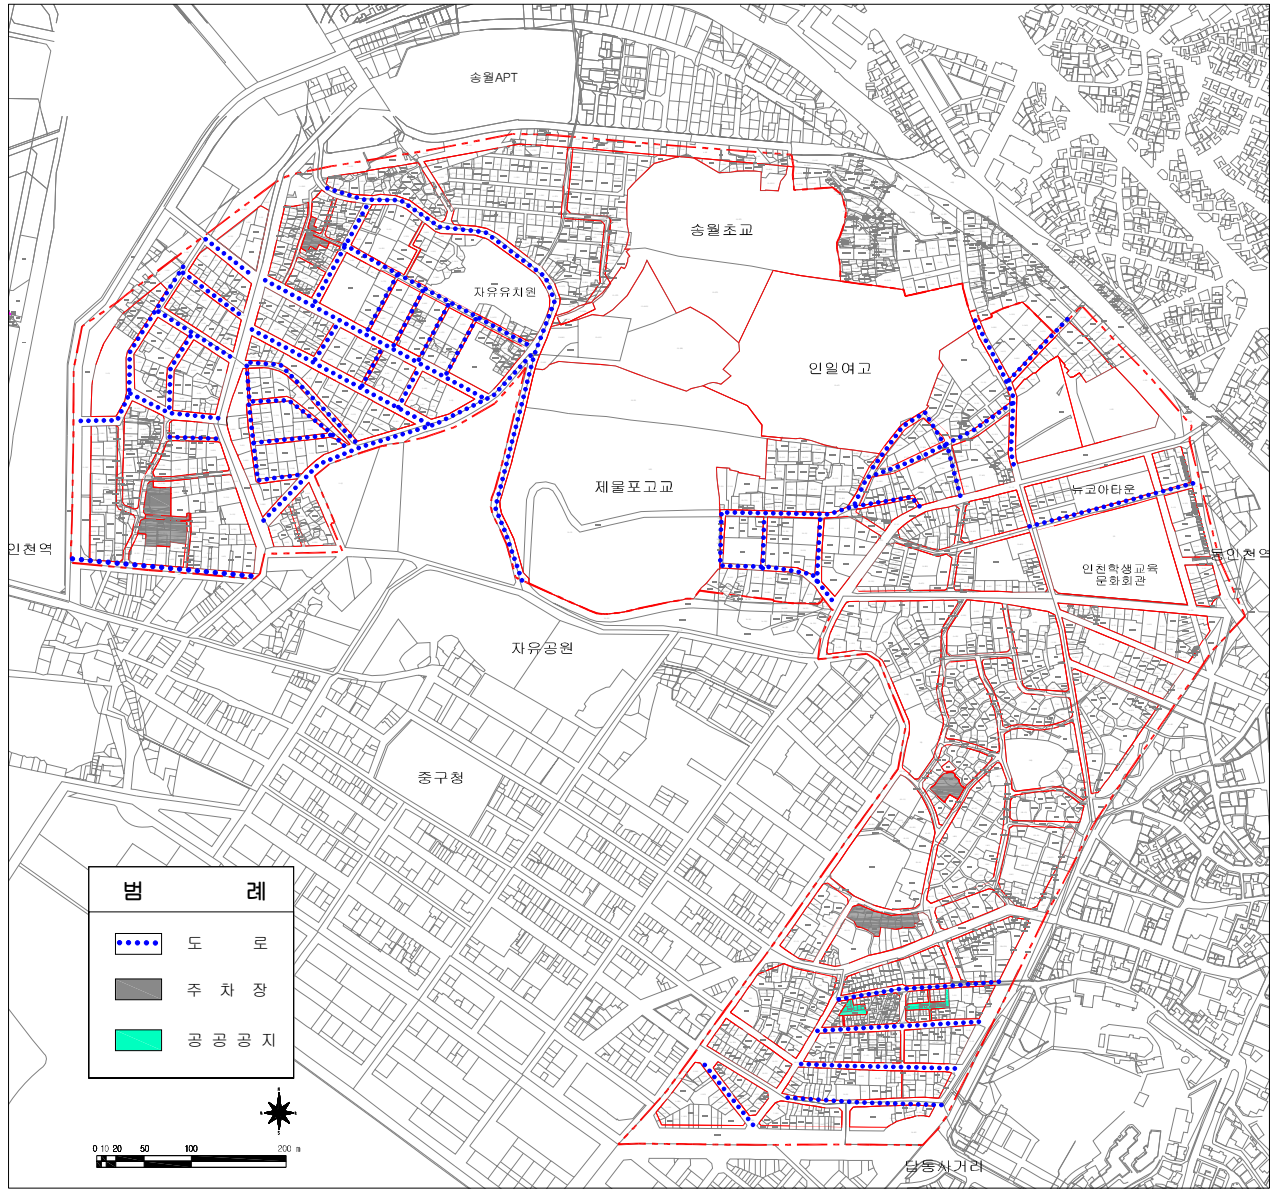 송월APT
송월초교
자유유치원
인일여고
제물포고교
뉴코아타운
인천역
동인천역
인천학생교육
문화회관
자유공원
중구청
범 례
도 로
주 차 장
공 공 공 지
0 10 20 50 100 200 m
답동사거리